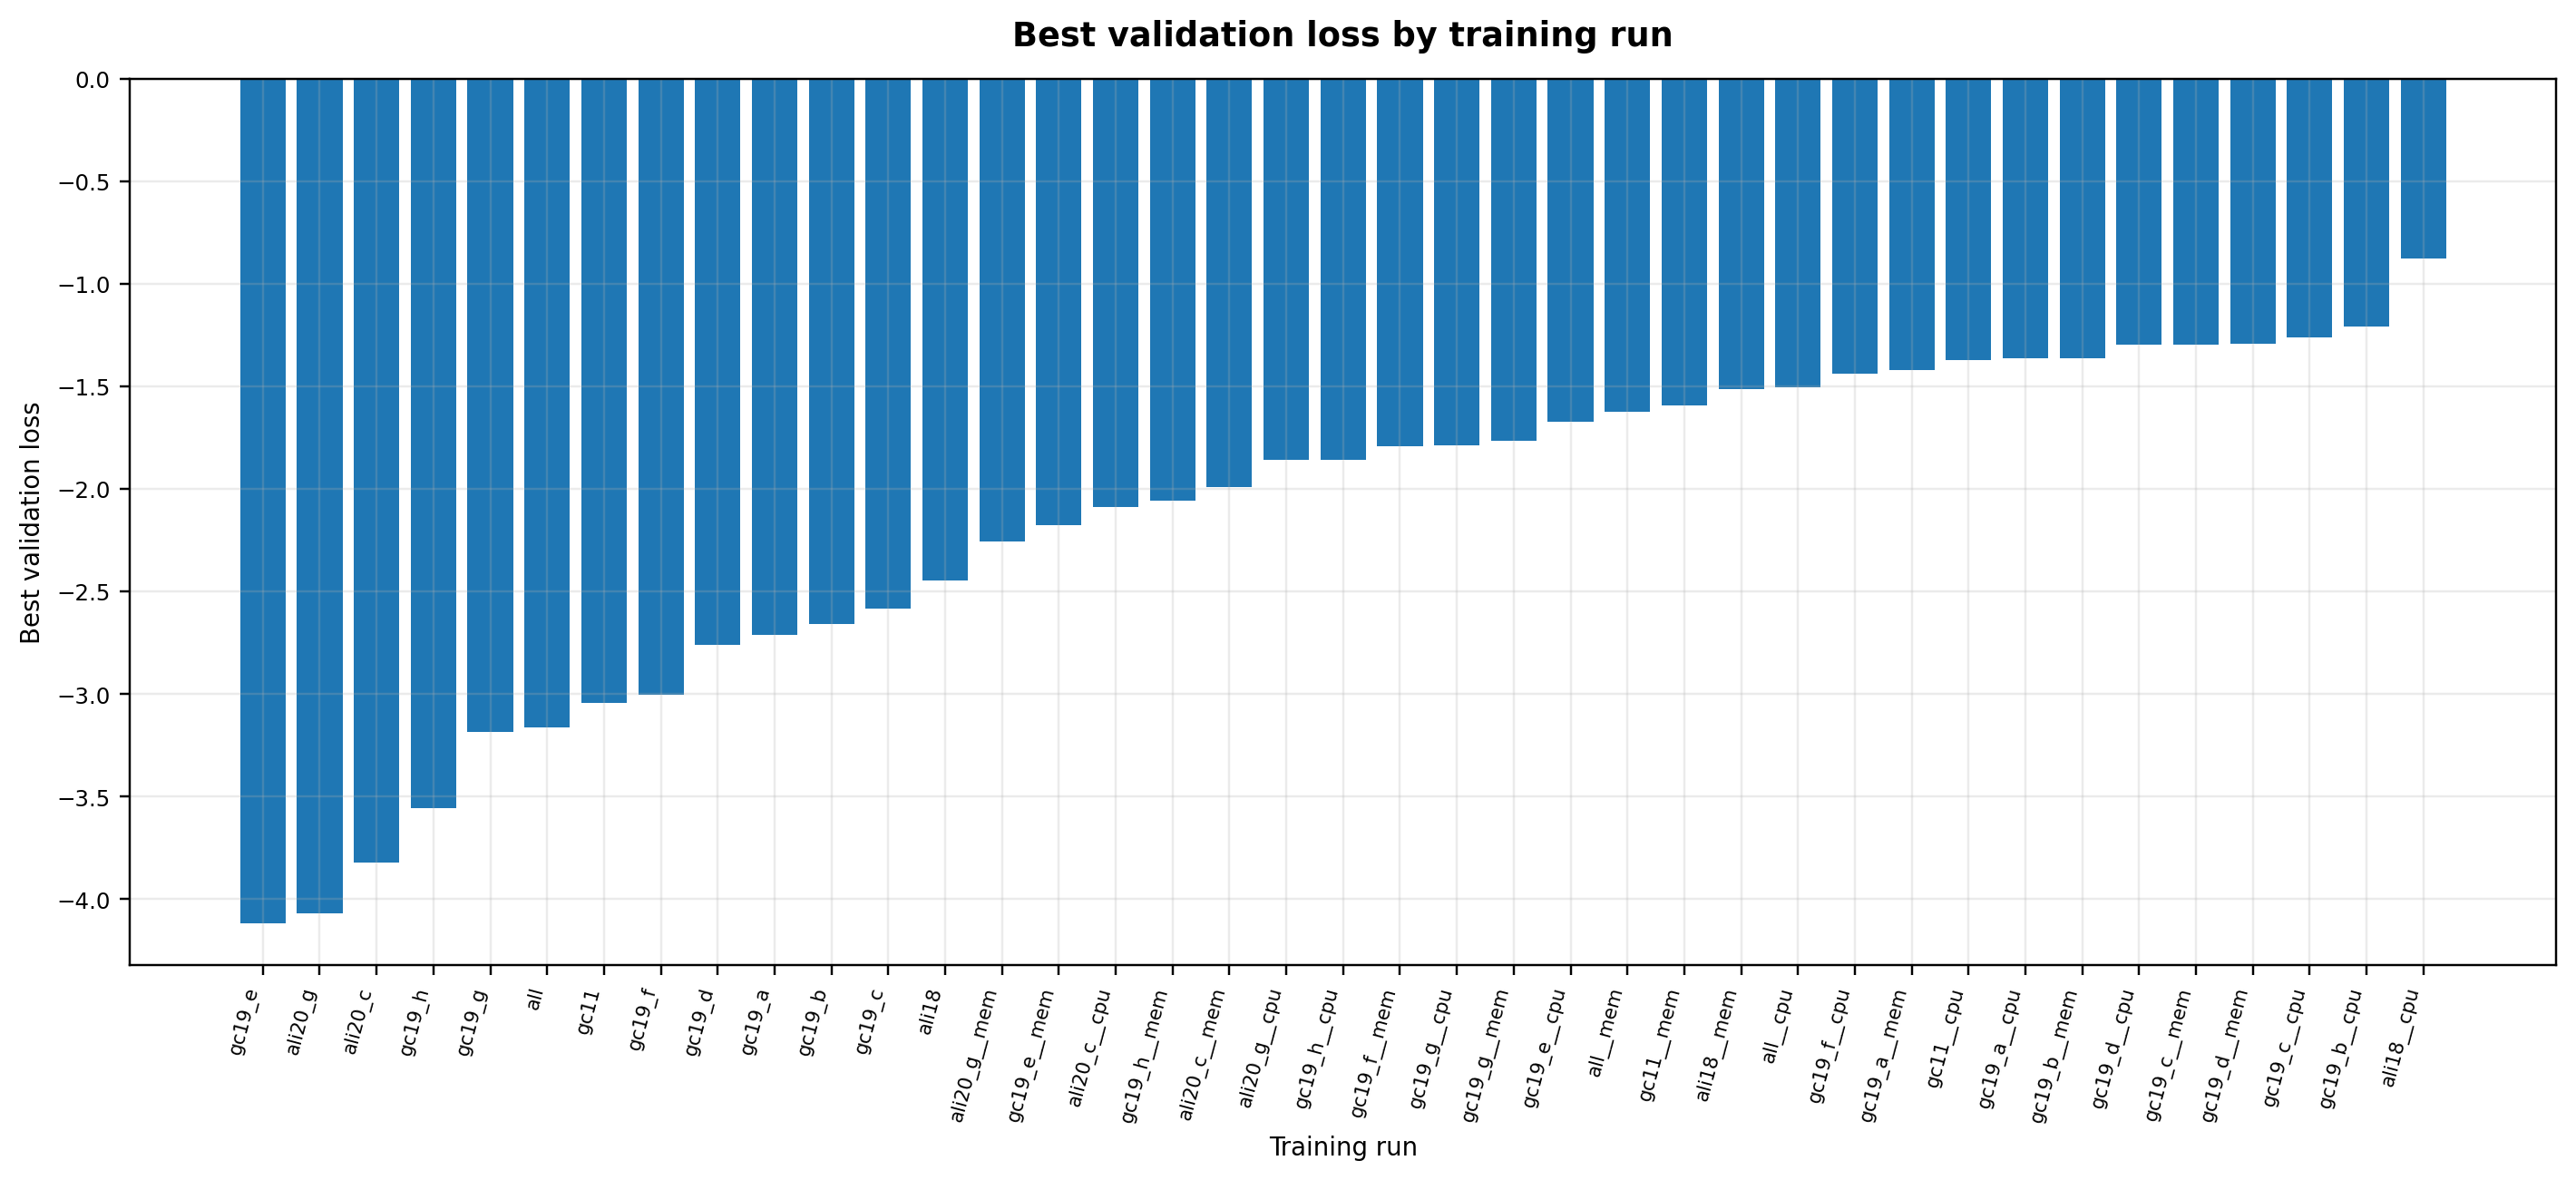 Best validation loss by training run
0.0
−0.5
−1.0
−1.5
−2.0
−2.5
−3.0
−3.5
−4.0
Best validation loss
gc19_e
ali20_g
ali20_c
gc19_h
gc19_g
all
gc11
gc19_f
gc19_d
gc19_a
gc19_b
gc19_c
ali18
ali20_g__mem
gc19_e__mem
ali20_c__cpu
gc19_h__mem
ali20_c__mem
ali20_g__cpu
gc19_h__cpu
gc19_f__mem
gc19_g__cpu
gc19_g__mem
gc19_e__cpu
all__mem
gc11__mem
ali18__mem
all__cpu
gc19_f__cpu
gc19_a__mem
gc11__cpu
gc19_a__cpu
gc19_b__mem
gc19_d__cpu
gc19_c__mem
gc19_d__mem
gc19_c__cpu
gc19_b__cpu
ali18__cpu
Training run